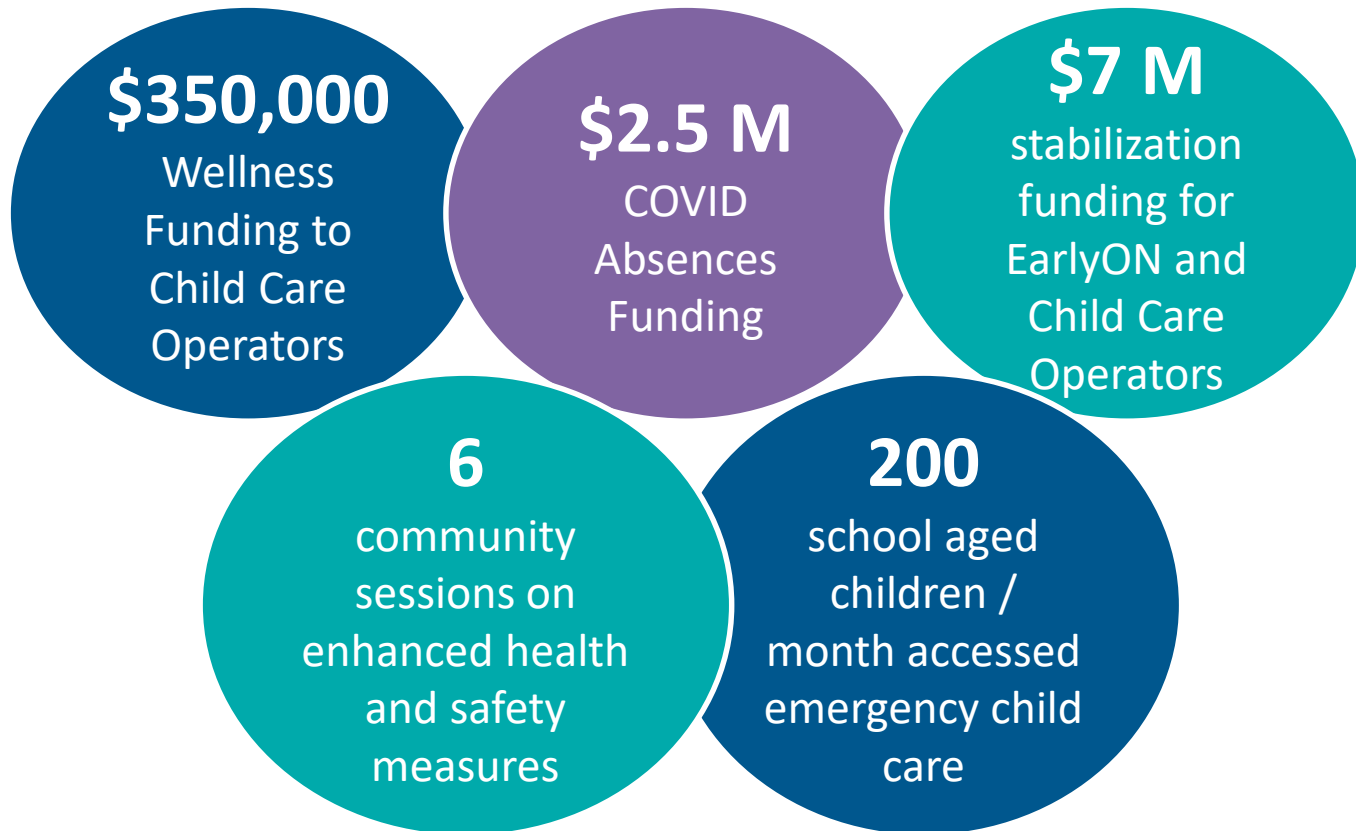 $350,000
Wellness
Funding to
Child Care
Operators
$2.5 M
COVID
Absences
Funding
$7 M
stabilization
funding for
EarlyON and
Child Care
Operators
6
community
sessions on
enhanced health
and safety
measures
200
school aged
children /
month accessed
emergency child
care